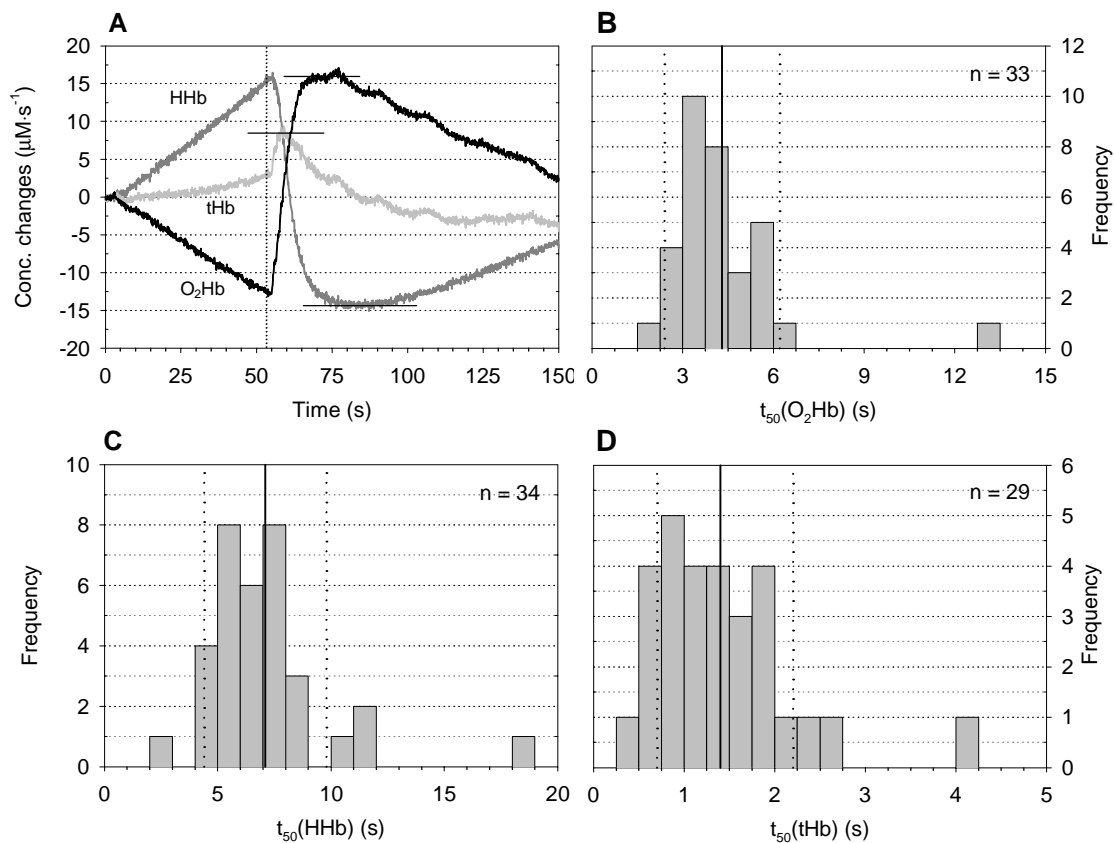 A
Conc. changes (µM·s⁻¹)
20
15
10
5
0
-5
-10
-15
-20
HHb
tHb
O₂Hb
0 25 50 75 100 125 150
Time (s)
B
n = 33
12
10
8
6
4
2
0
Frequency
0 3 6 9 12 15
t₅₀(O₂Hb) (s)
C
n = 34
Frequency
10
8
6
4
2
0
0 5 10 15 20
t₅₀(HHb) (s)
D
n = 29
6
5
4
3
2
1
0
Frequency
0 1 2 3 4 5
t₅₀(tHb) (s)